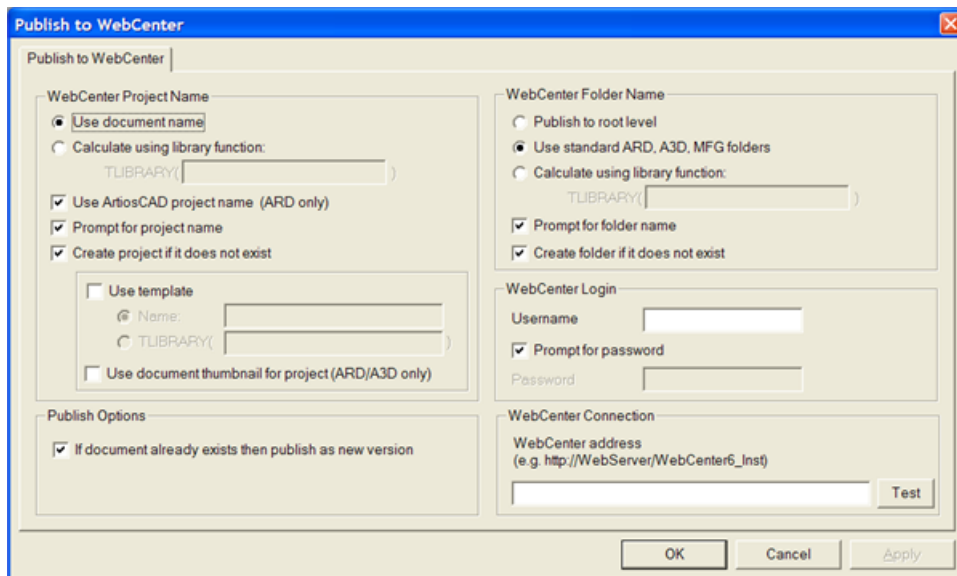 Publish to WebCenter
Publish to WebCenter
WebCenter Project Name
Use document name
Calculate using library function:
TLIBRARY( )
Use ArtiosCAD project name (ARD only)
Prompt for project name
Create project if it does not exist
Use template
Name:
TLIBRARY( )
Use document thumbnail for project (ARD/A3D only)
Publish Options
If document already exists then publish as new version
WebCenter Folder Name
Publish to root level
Use standard ARD, A3D, MFG folders
Calculate using library function:
TLIBRARY( )
Prompt for folder name
Create folder if it does not exist
WebCenter Login
Username
Prompt for password
Password
WebCenter Connection
WebCenter address
(e.g. http://WebServer/WebCenter6_Inst)
Test
OK
Cancel
Apply